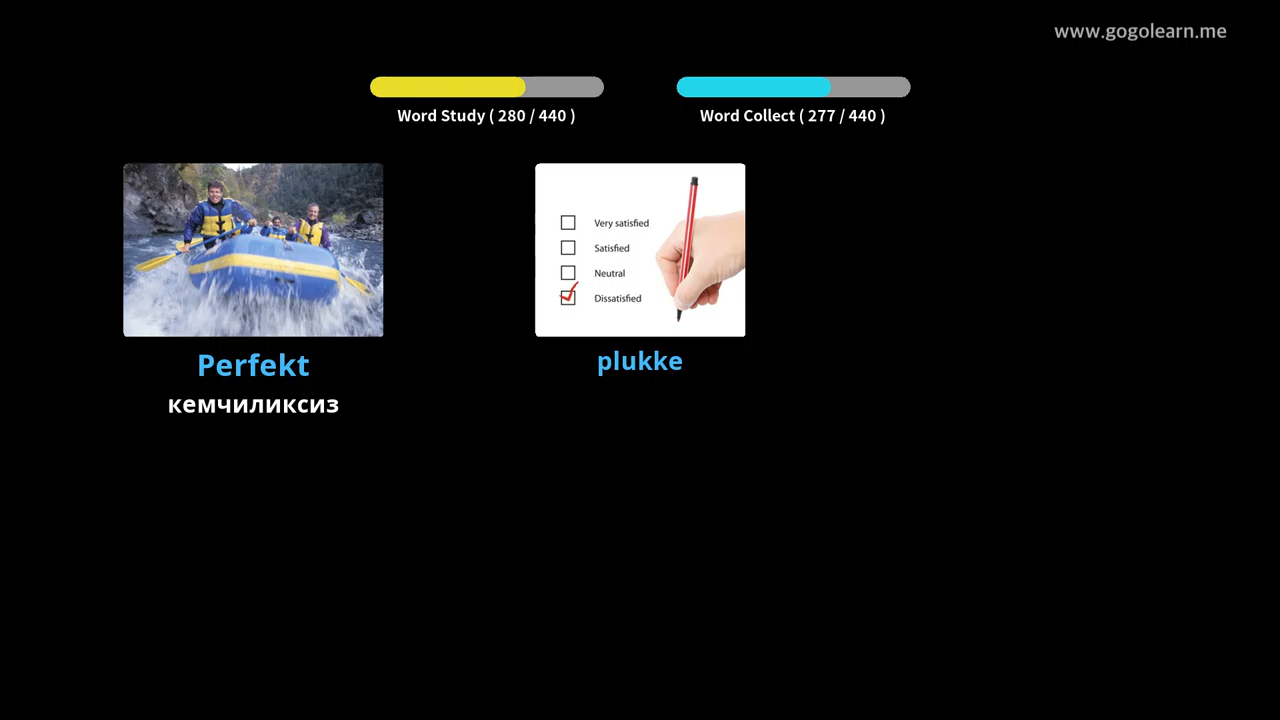 www.gogolearn.me
Word Study ( 280 / 440 )
Word Collect ( 277 / 440 )
Very satisfied
Satisfied
Neutral
Dissatisfied
Perfekt
кемчиликсиз
plukke